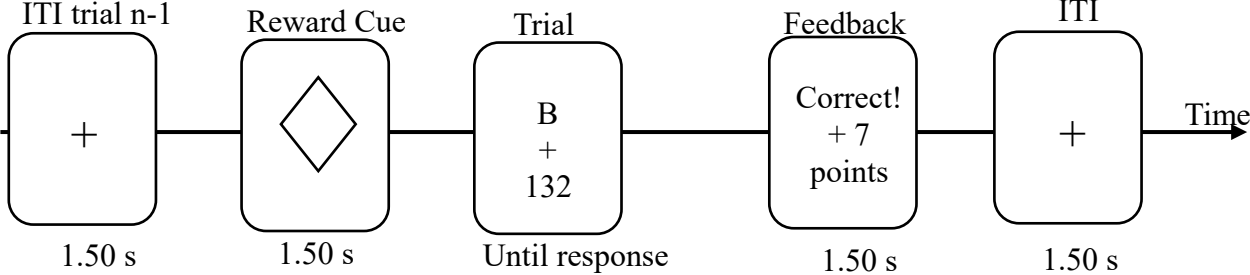 ITI trial n-1
+
1.50 s
Reward Cue
1.50 s
Trial
B
+
132
Until response
Feedback
Correct!
+ 7
points
1.50 s
ITI
+
1.50 s
Time